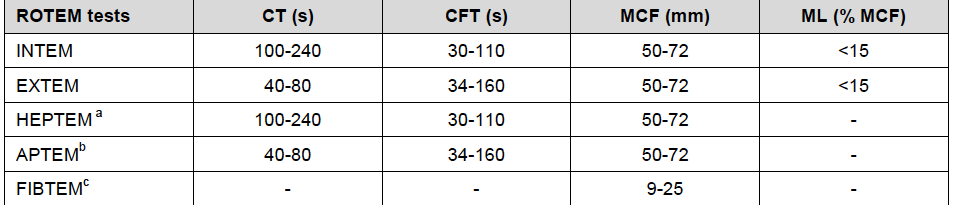 ROTEM tests CT (s) CFT (s) MCF (mm) ML (% MCF)
INTEM 100-240 30-110 50-72 <15
EXTEM 40-80 34-160 50-72 <15
HEPTEM a 100-240 30-110 50-72 -
APTEMb 40-80 34-160 50-72 -
FIBTEMc - - 9-25 -